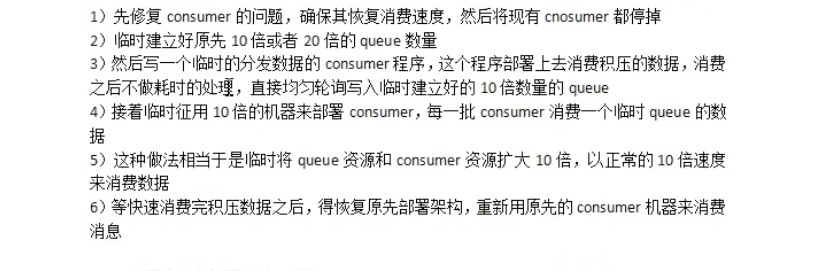 1）先修复 consumer 的问题，确保其恢复消费速度，然后将现有 cnosumer 都停掉
2）临时建立好原先 10 倍或者 20 倍的 queue 数量
3）然后写一个临时的分发数据的 consumer 程序，这个程序部署上去消费积压的数据，消费
之后不做耗时的处理，直接均匀轮询写入临时建立好的 10 倍数量的 queue
4）接着临时征用 10 倍的机器来部署 consumer，每一批 consumer 消费一个临时 queue 的数
据
5）这种做法相当于是临时将 queue 资源和 consumer 资源扩大 10 倍，以正常的 10 倍速度
来消费数据
6）等快速消费完积压数据之后，得恢复原先部署架构，重新用原先的 consumer 机器来消费
消息